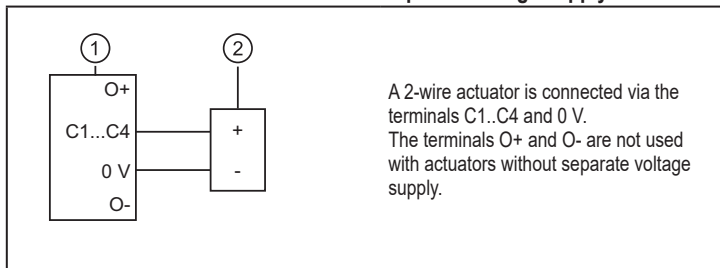 1
2
O+
C1...C4
0 V
O-
+
-
A 2-wire actuator is connected via the
terminals C1..C4 and 0 V.
The terminals O+ and O- are not used
with actuators without separate voltage
supply.